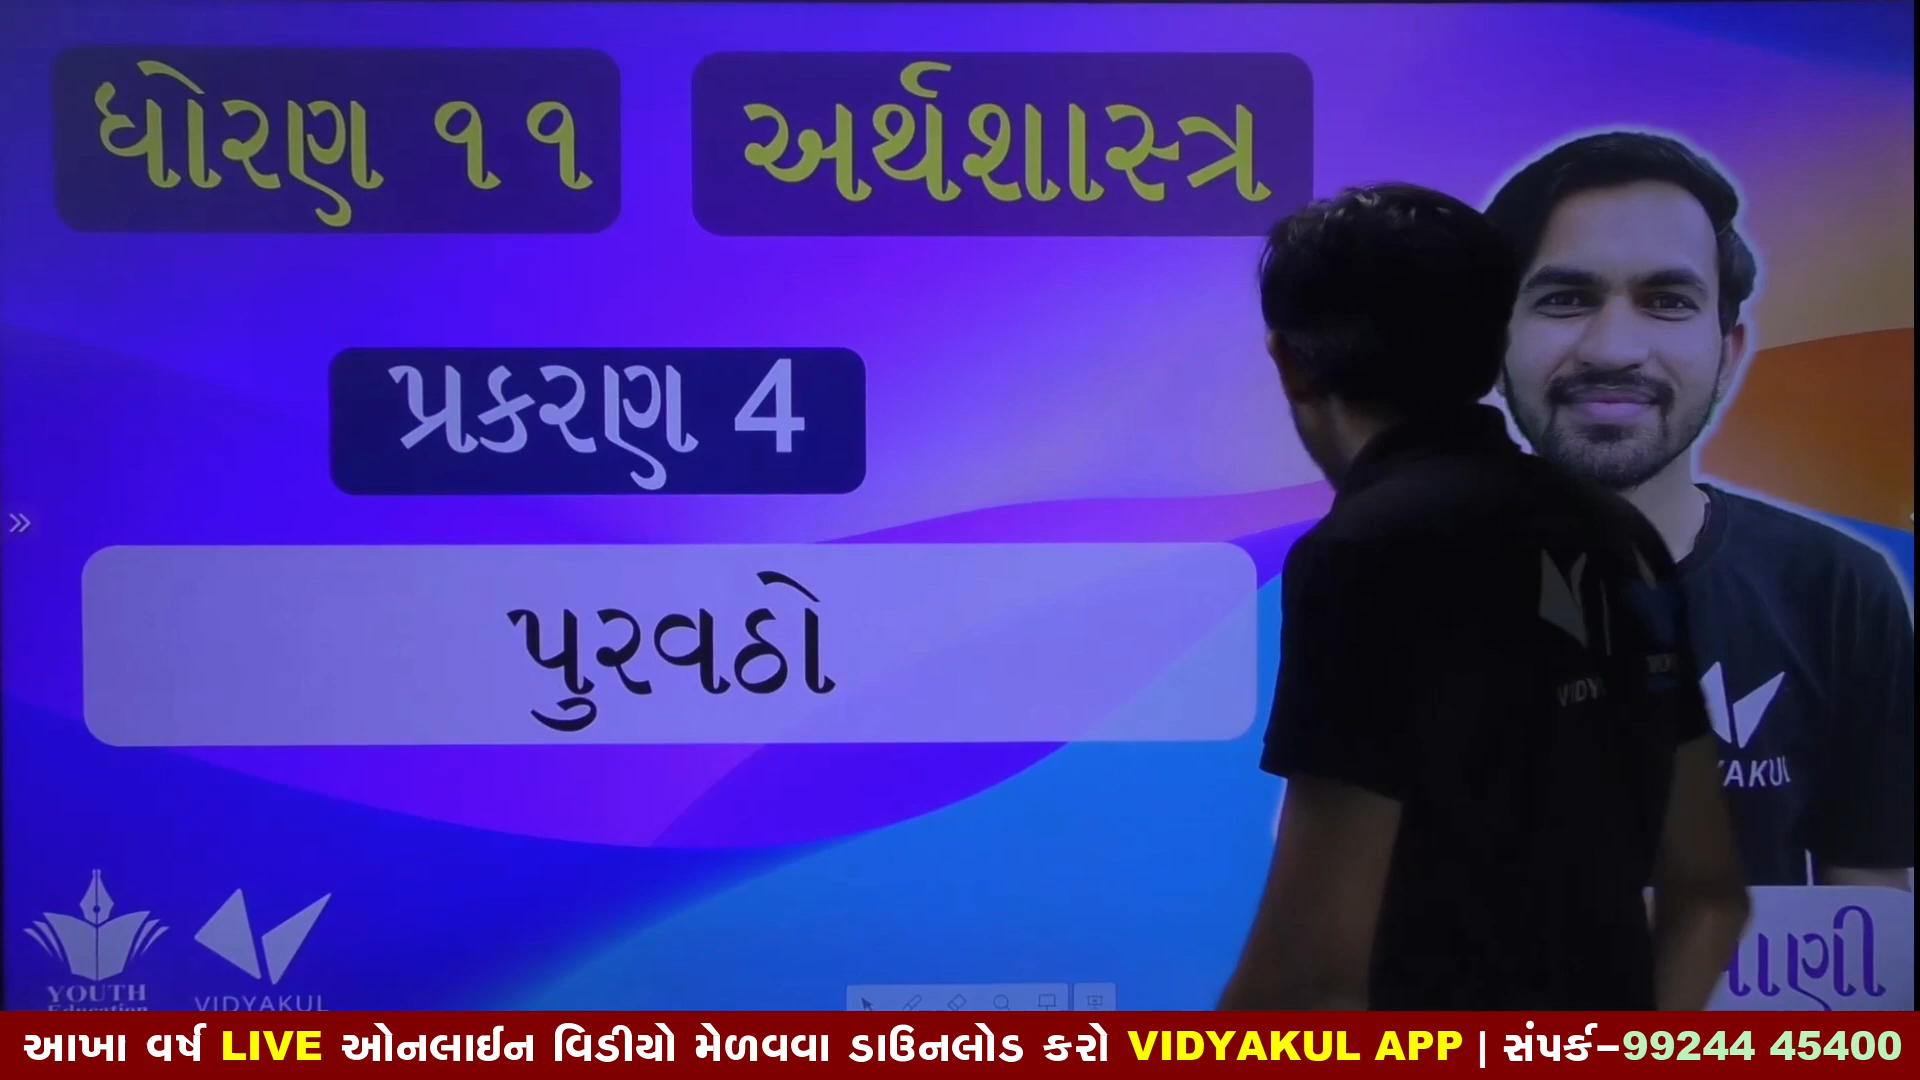 ધોરણ ૧૧
અર્થશાસ્ત્ર
પ્રકરણ 4
પુરવઠો
YOUTH
Education
VIDYAKUL
આખા વર્ષ LIVE ઓનલાઈન વિડીયો મેળવવા ડાઉનલોડ કરો VIDYAKUL APP | સંપર્ક-99244 45400